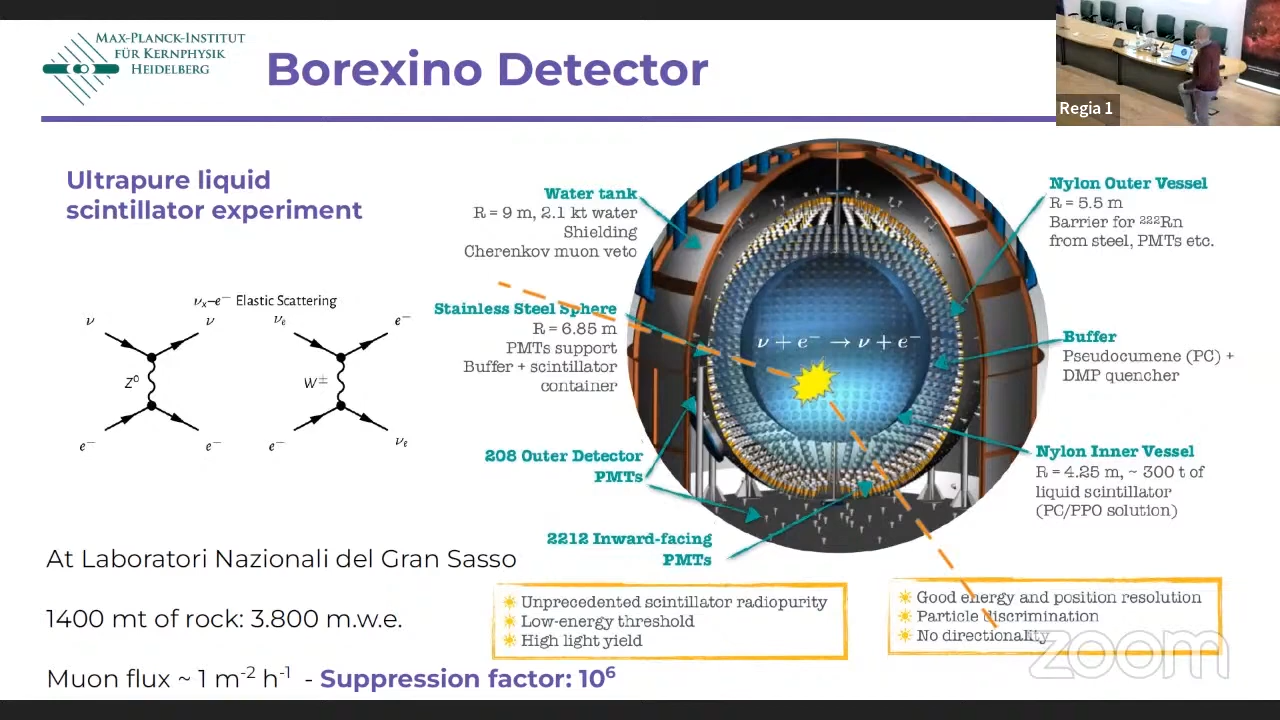 MAX-PLANCK-INSTITUT
FÜR KERNPHYSIK
HEIDELBERG
Borexino Detector
Regia 1
Ultrapure liquid
scintillator experiment
νₓ–e⁻ Elastic Scattering
ν
ν
νₑ
e⁻
Z⁰
W±
e⁻
e⁻
e⁻
νₑ
At Laboratori Nazionali del Gran Sasso
1400 mt of rock: 3.800 m.w.e.
Muon flux ~ 1 m⁻² h⁻¹ - Suppression factor: 10⁶
Water tank
R = 9 m, 2.1 kt water
Shielding
Cherenkov muon veto
Stainless Steel Sphere
R = 6.85 m
PMTs support
Buffer + scintillator
container
208 Outer Detector
PMTs
2212 Inward-facing
PMTs
ν + e⁻ → ν + e⁻
Nylon Outer Vessel
R = 5.5 m
Barrier for ²²²Rn
from steel, PMTs etc.
Buffer
Pseudocumene (PC) +
DMP quencher
Nylon Inner Vessel
R = 4.25 m, ~ 300 t of
liquid scintillator
(PC/PPO solution)
Unprecedented scintillator radiopurity
Low-energy threshold
High light yield
Good energy and position resolution
Particle discrimination
No directionality
zoom